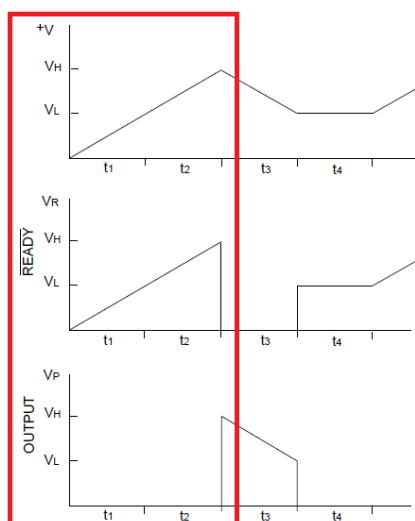 +V
VH
VL
t1 t2 t3 t4
VR
READY
VH
VL
t1 t2 t3 t4
VP
OUTPUT
VH
VL
t1 t2 t3 t4